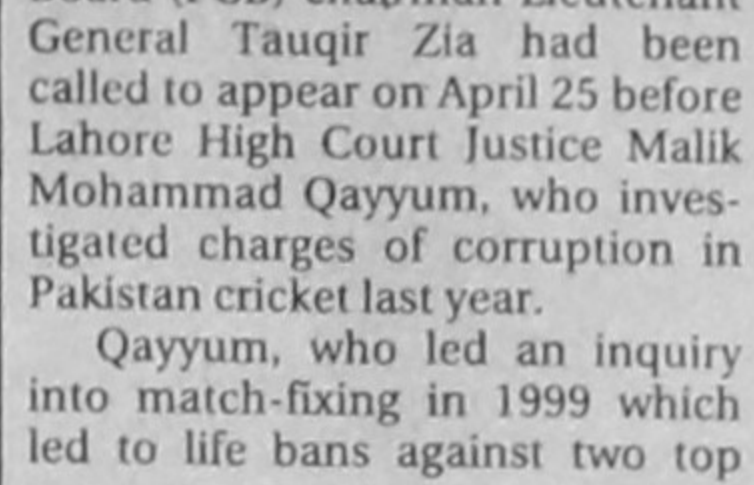 General Tauqir Zia had been
called to appear on April 25 before
Lahore High Court Justice Malik
Mohammad Qayyum, who inves-
tigated charges of corruption in
Pakistan cricket last year.
Qayyum, who led an inquiry
into match-fixing in 1999 which
led to life bans against two top